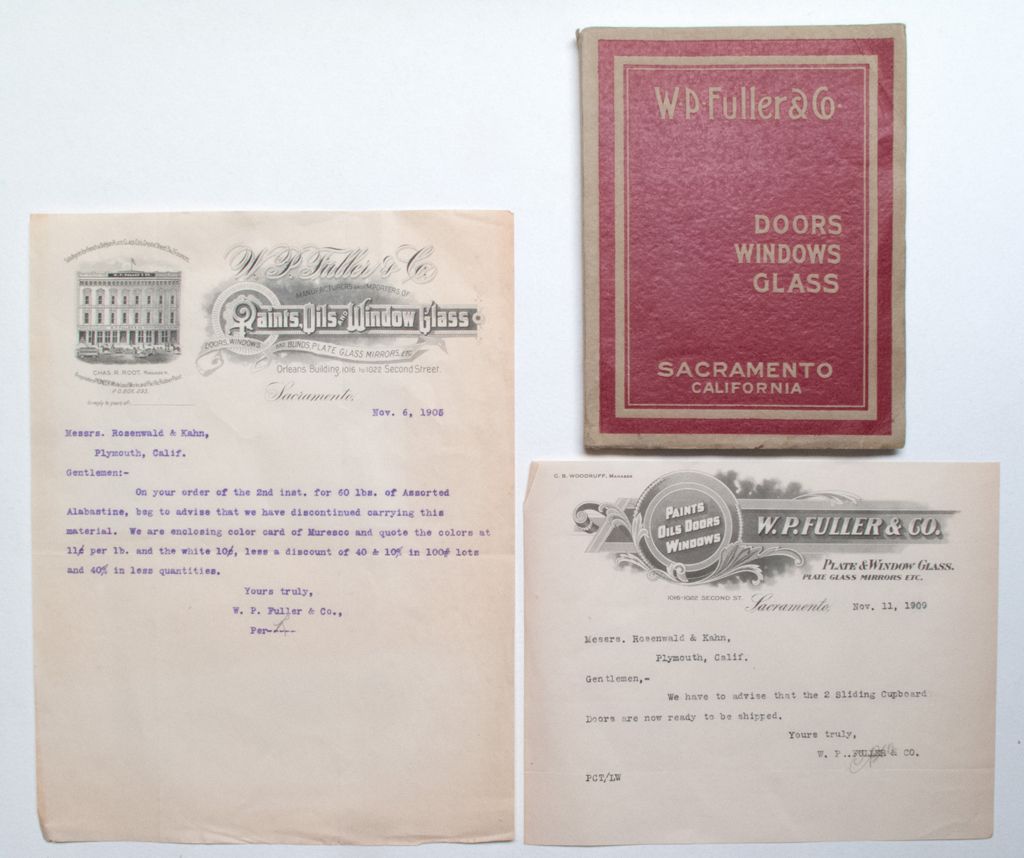 W. P. Fuller & Co.
MANUFACTURERS AND IMPORTERS OF
Paints, Oils AND Window Glass
DOORS, WINDOWS AND BLINDS, PLATE GLASS MIRRORS, ETC
Orleans Building, 1016 to 1022 Second Street.
W. P. FULLER & CO.
CHAS. R. ROOT, MANAGER
P.O. BOX
In reply to yours of
Sacramento, Nov. 6, 1905
Messrs. Rosenwald & Kahn,
Plymouth, Calif.
Gentlemen:-
On your order of the 2nd inst. for 60 lbs. of Assorted
Alabastine, beg to advise that we have discontinued carrying this
material. We are enclosing color card of Muresco and quote the colors at
11¢ per lb. and the white 10¢, less a discount of 40 & 10% in 100# lots
and 40% in less quantities.
Yours truly,
W. P. Fuller & Co.,
Per
W·P·Fuller & Co·
DOORS
WINDOWS
GLASS
SACRAMENTO
CALIFORNIA
C. B. WOODRUFF, MANAGER
PAINTS
OILS DOORS
WINDOWS
W. P. FULLER & CO.
PLATE & WINDOW GLASS.
PLATE GLASS MIRRORS ETC.
1016-1022 SECOND ST. Sacramento, Nov. 11, 1909
Messrs. Rosenwald & Kahn,
Plymouth, Calif.
Gentlemen,-
We have to advise that the 2 Sliding Cupboard
Doors are now ready to be shipped.
Yours truly,
W. P. FULLER & CO.
PCT/LW